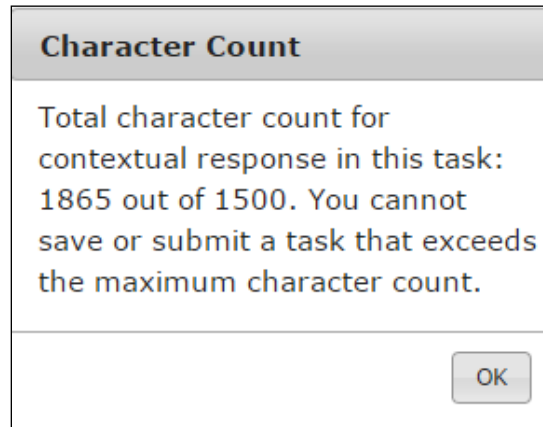 Character Count
Total character count for
contextual response in this task:
1865 out of 1500. You cannot
save or submit a task that exceeds
the maximum character count.
OK